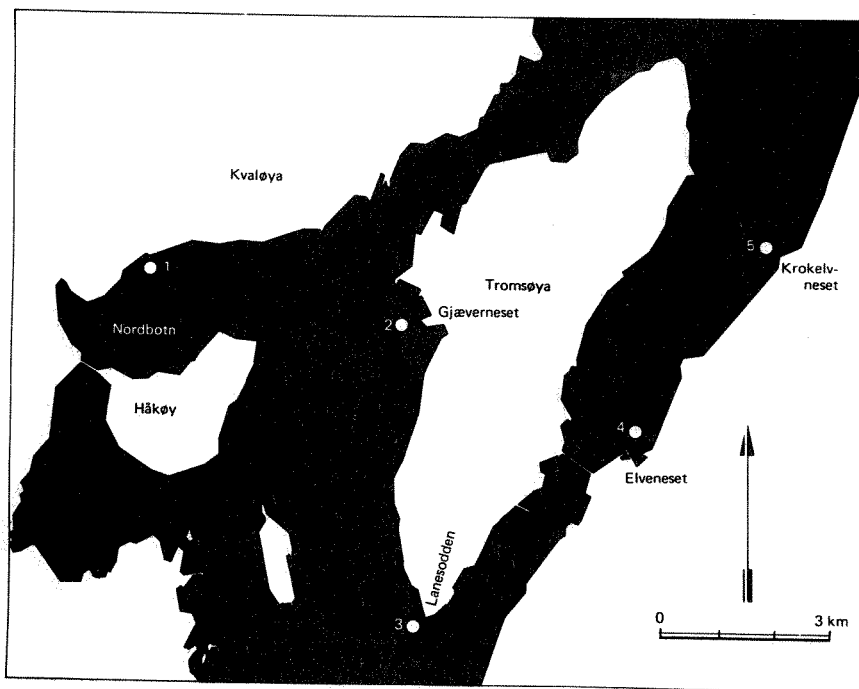 Kvaløya
1
5
Krokelv-
neset
Tromsøya
Gjæverneset
2
Nordbotn
Håkøy
4
Elveneset
Lanesodden
3
0 3 km